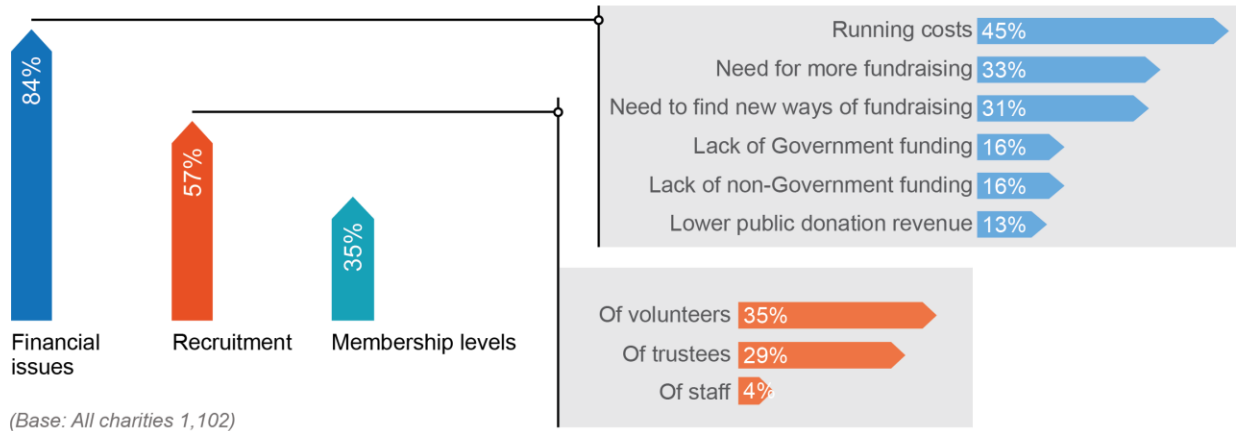 84%
Financial
issues
57%
Recruitment
35%
Membership levels
Running costs 45%
Need for more fundraising 33%
Need to find new ways of fundraising 31%
Lack of Government funding 16%
Lack of non-Government funding 16%
Lower public donation revenue 13%
Of volunteers 35%
Of trustees 29%
Of staff 4%
(Base: All charities 1,102)